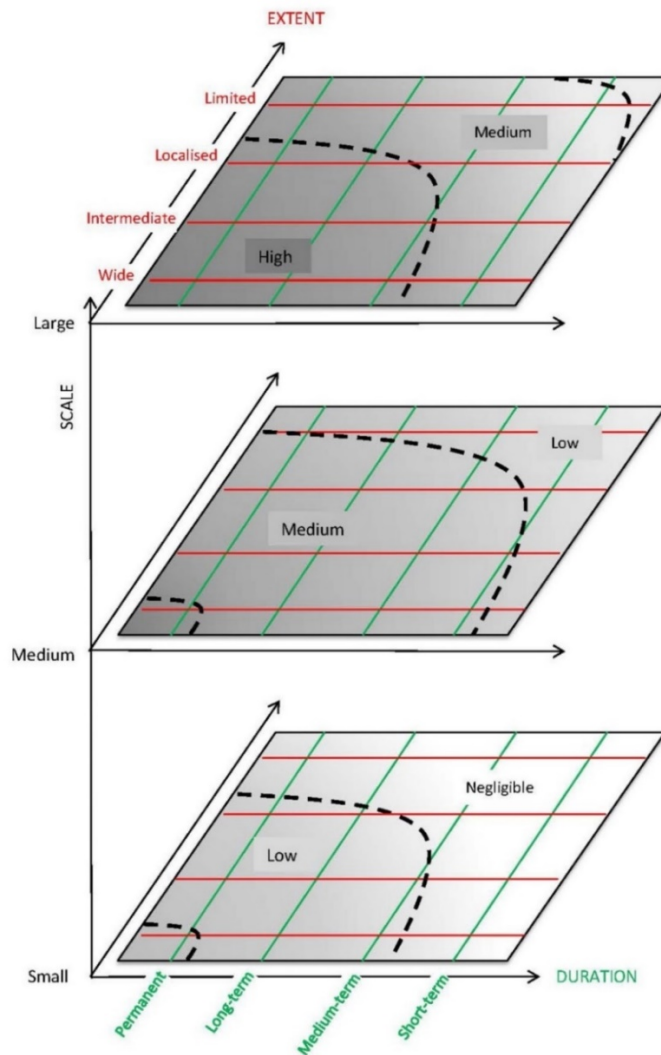 EXTENT
Limited
Medium
Localised
Intermediate
High
Wide
Large
SCALE
Low
Medium
Medium
Negligible
Low
Small
DURATION
Permanent
Long-term
Medium-term
Short-term